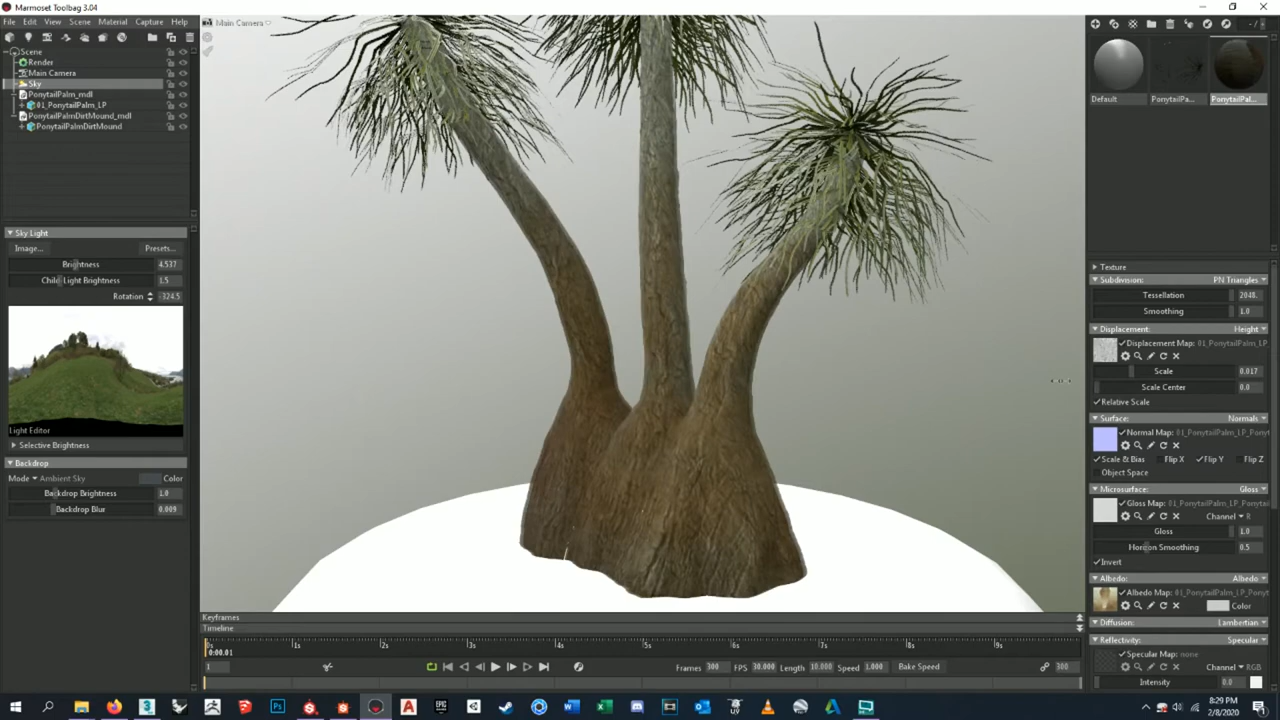 Marmoset Toolbag 3.04
File Edit View Scene Material Capture Help
Main Camera
Scene
Render
Main Camera
Sky
PonytailPalm_mdl
01_PonytailPalm_LP
PonytailPalmDirtMound_mdl
PonytailPalmDirtMound
Default PonytailPa... PonytailPal...
Sky Light
Image... Presets...
Brightness 4.537
Child Light Brightness 1.5
Rotation -324.5
Light Editor
Selective Brightness
Backdrop
Mode Ambient Sky Color
Backdrop Brightness 1.0
Backdrop Blur 0.009
Texture
Subdivision: PN Triangles
Tessellation 2048.
Smoothing 1.0
Displacement: Height
Displacement Map: 01_PonytailPalm_LP
Scale 0.017
Scale Center 0.0
Relative Scale
Surface: Normals
Normal Map: 01_PonytailPalm_LP_Ponyt
Scale & Bias Flip X Flip Y Flip Z
Object Space
Microsurface: Gloss
Gloss Map: 01_PonytailPalm_LP_Ponytail
Channel R
Gloss 1.0
Horizon Smoothing 0.5
Invert
Albedo: Albedo
Albedo Map: 01_PonytailPalm_LP_Ponyt
Color
Diffusion: Lambertian
Reflectivity: Specular
Specular Map: none
Channel RGB
Intensity 0.0
Keyframes
Timeline
0s 1s 2s 3s 4s 5s 6s 7s 8s 9s
0:00.01
1 Frames 300 FPS 30.000 Length 10.000 Speed 1.000 Bake Speed 300
8:29 PM
2/8/2020